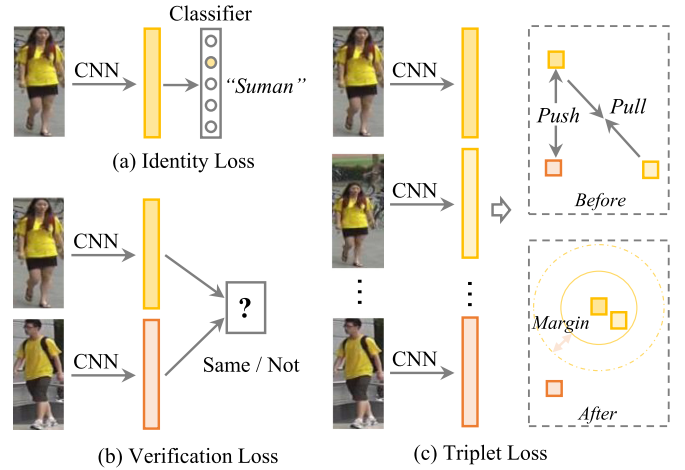 Classifier
CNN
“Suman”
(a) Identity Loss
CNN
?
CNN
Same / Not
(b) Verification Loss
CNN
CNN
CNN
(c) Triplet Loss
Push
Pull
Before
Margin
After